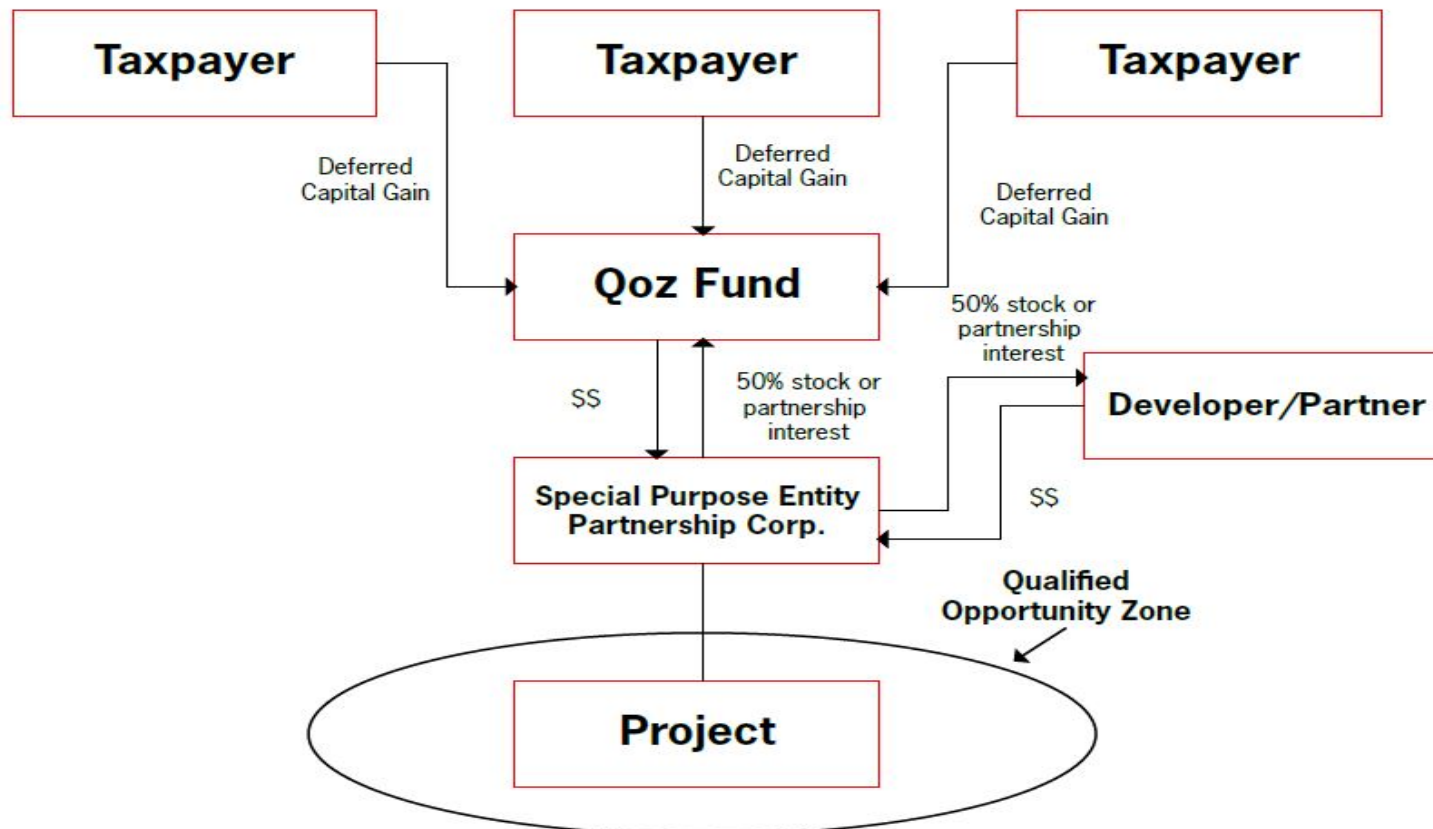 Taxpayer
Taxpayer
Taxpayer
Deferred
Capital Gain
Deferred
Capital Gain
Deferred
Capital Gain
Qoz Fund
50% stock or
partnership
interest
$$
50% stock or
partnership
interest
Developer/Partner
Special Purpose Entity
Partnership Corp.
$$
Qualified
Opportunity Zone
Project